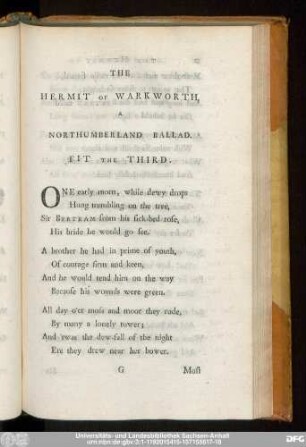 THE
HERMIT OF WARKWORTH,
A
NORTHUMBERLAND BALLAD.
FIT THE THIRD.
ONE early morn, while dewy drops
Hung trembling on the tree,
Sir BERTRAM from his sick-bed rose,
His bride he would go see.
A brother he had in prime of youth,
Of courage firm and keen,
And he would tend him on the way
Because his wounds were green.
All day o'er moss and moor they rode,
By many a lonely tower;
And 'twas the dew-fall of the night
Ere they drew near her bower.
G Most
Universitäts- und Landesbibliothek Sachsen-Anhalt
DFG